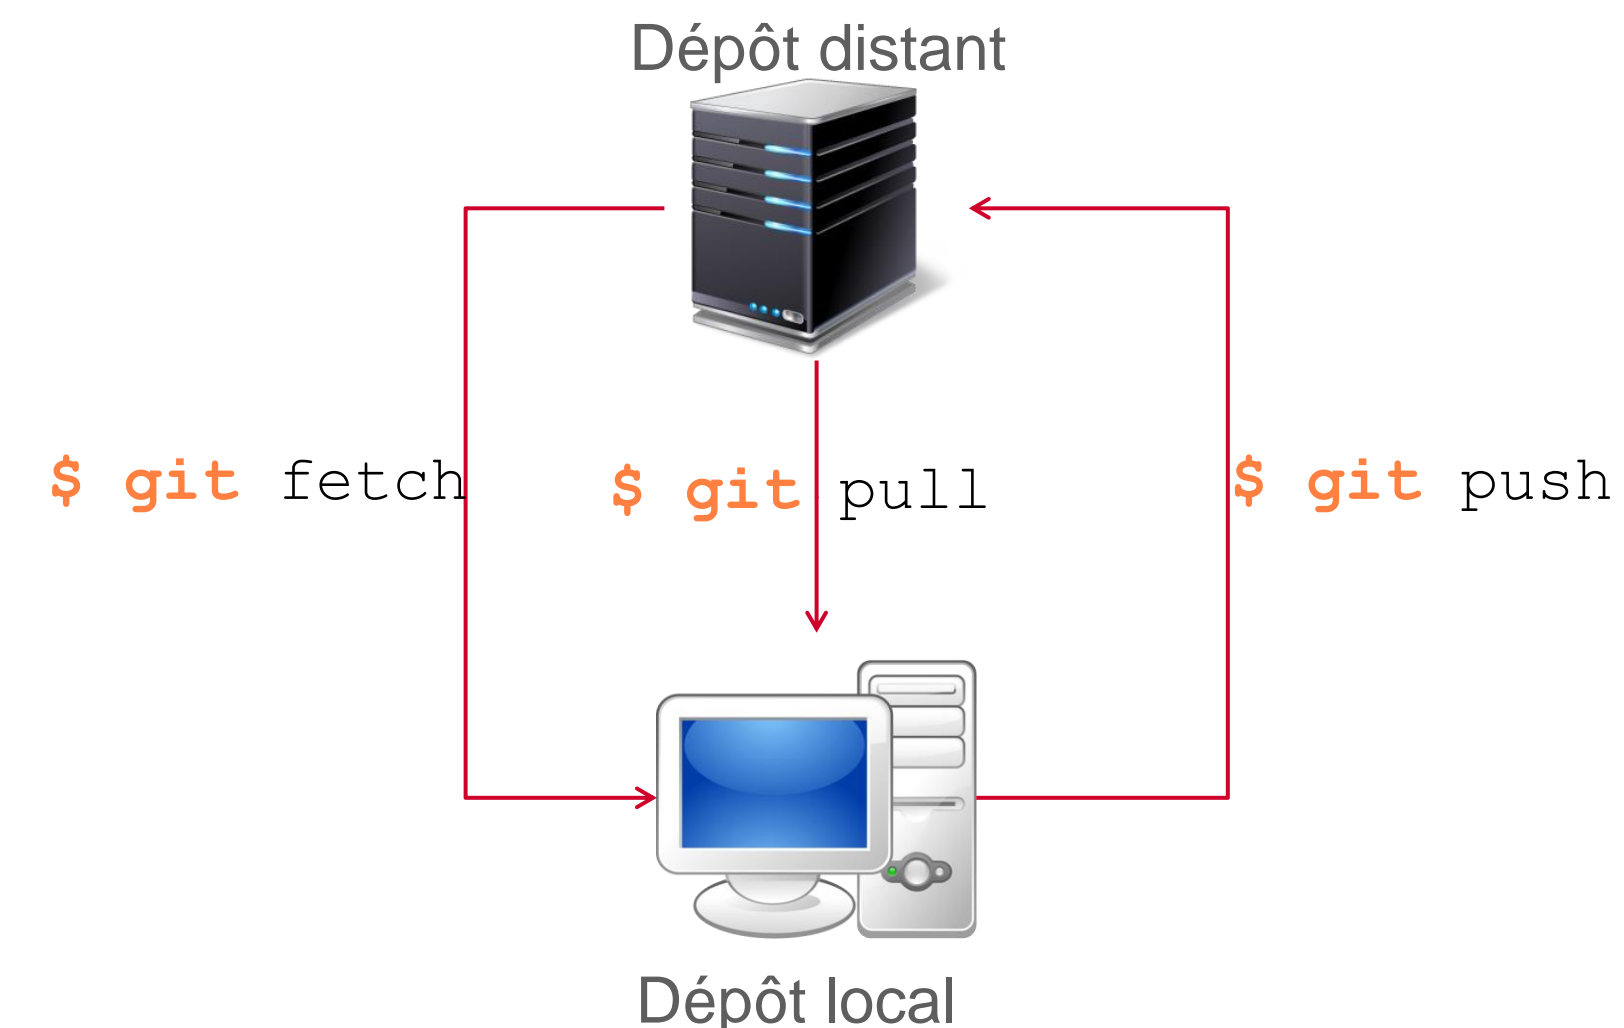 Dépôt distant
$ git fetch
$ git pull
$ git push
Dépôt local